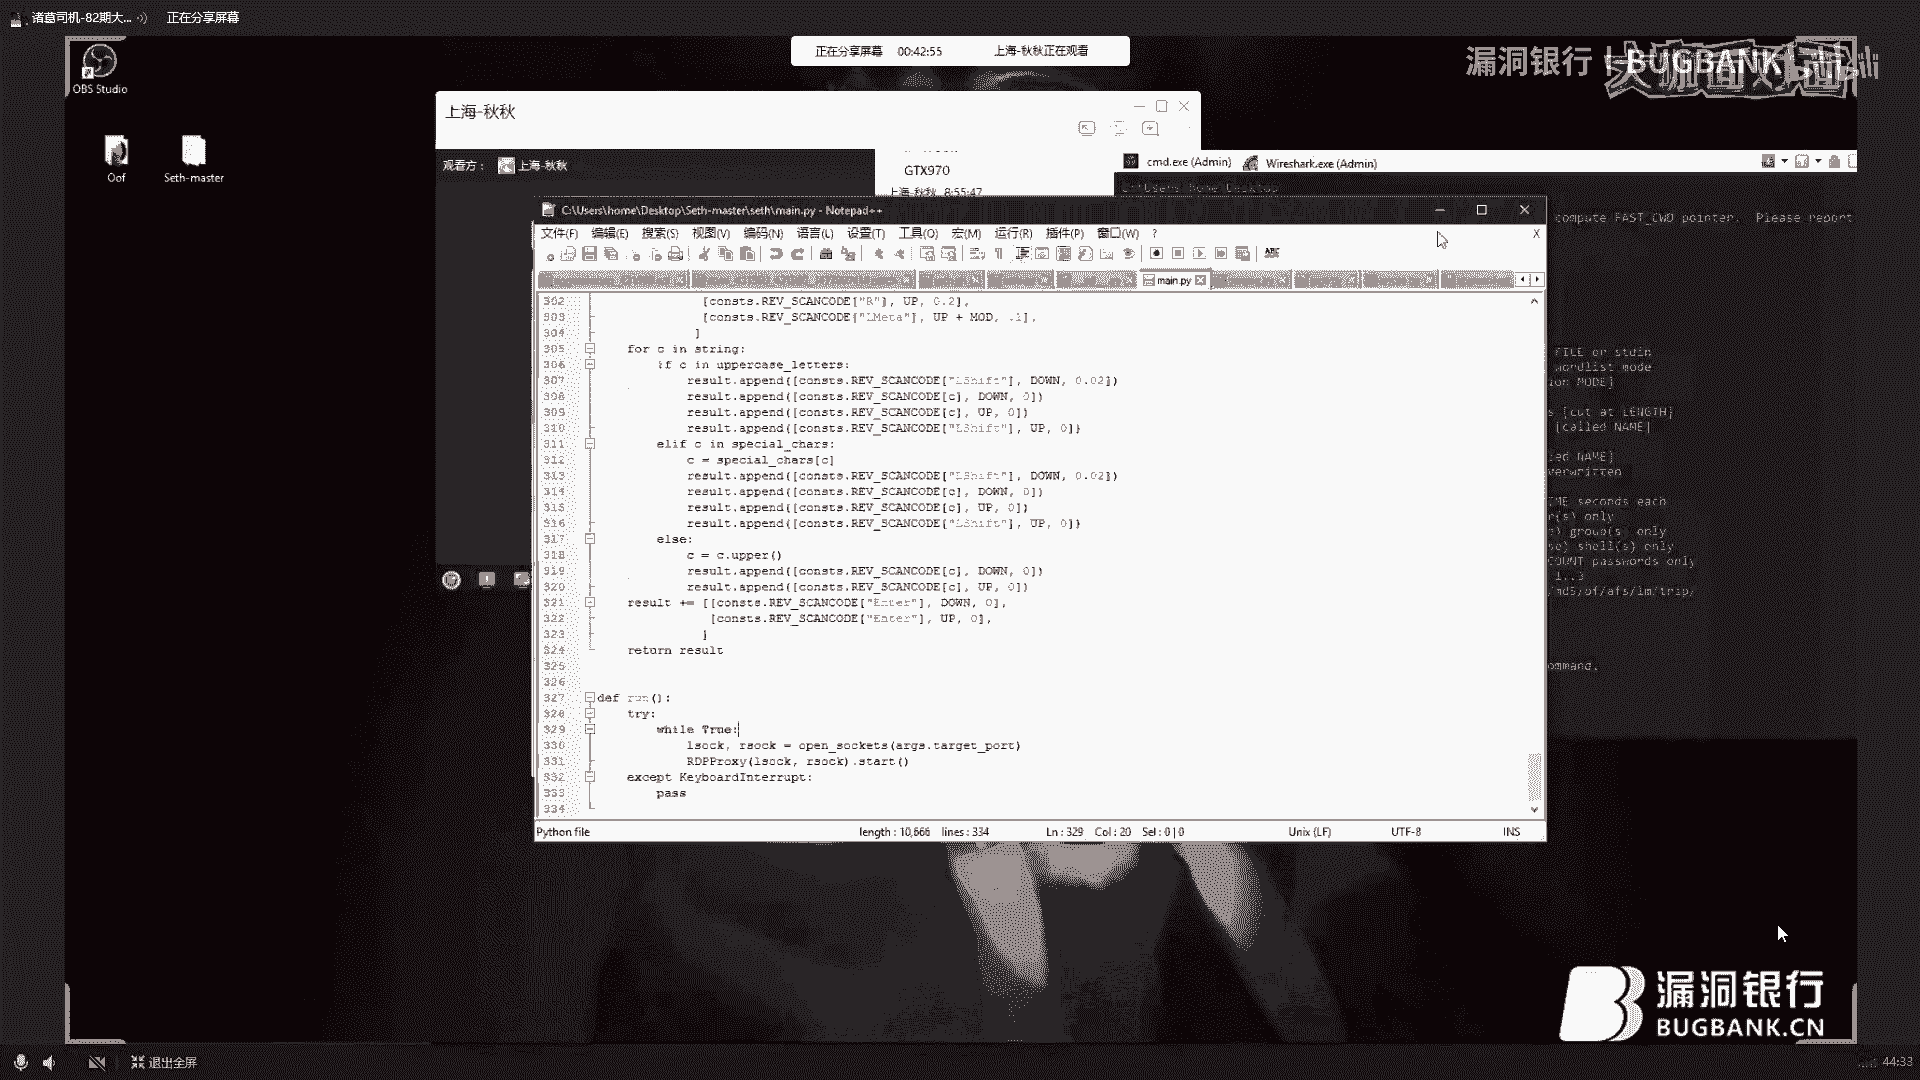 诸葛司机-82期大...
正在分享屏幕
正在分享屏幕 00:42:55 上海-秋秋正在观看
漏洞银行 | BUGBANK
OBS Studio
Oof
Seth-master
上海-秋秋
观看方： 上海-秋秋
GTX970
上海-秋秋 8:55:47
cmd.exe (Admin)
Wireshark.exe (Admin)
C:\Users\home\Desktop\Seth-master\seth\main.py - Notepad++
文件(F) 编辑(E) 搜索(S) 视图(V) 编码(N) 语言(L) 设置(T) 工具(O) 宏(M) 运行(R) 插件(P) 窗口(W) ? X
main.py
compute FAST_CWD pointer. Please report
302 [consts.REV_SCANCODE["R"], UP, 0.2],
303 [consts.REV_SCANCODE["LMeta"], UP + MOD, .1],
304 ]
305 for c in string:
306 if c in uppercase_letters:
307 result.append([consts.REV_SCANCODE["LShift"], DOWN, 0.02])
308 result.append([consts.REV_SCANCODE[c], DOWN, 0])
309 result.append([consts.REV_SCANCODE[c], UP, 0])
310 result.append([consts.REV_SCANCODE["LShift"], UP, 0])
311 elif c in special_chars:
312 c = special_chars[c]
313 result.append([consts.REV_SCANCODE["LShift"], DOWN, 0.02])
314 result.append([consts.REV_SCANCODE[c], DOWN, 0])
315 result.append([consts.REV_SCANCODE[c], UP, 0])
316 result.append([consts.REV_SCANCODE["LShift"], UP, 0])
317 else:
318 c = c.upper()
319 result.append([consts.REV_SCANCODE[c], DOWN, 0])
320 result.append([consts.REV_SCANCODE[c], UP, 0])
321 result += [[consts.REV_SCANCODE["Enter"], DOWN, 0],
322 [consts.REV_SCANCODE["Enter"], UP, 0],
323 ]
324 return result
325
326
327 def run():
328 try:
329 while True:
330 lsock, rsock = open_sockets(args.target_port)
331 RDPProxy(lsock, rsock).start()
332 except KeyboardInterrupt:
333 pass
334
FILE or stdin
wordlist mode
ion MODE]
s [cut at LENGTH]
[called NAME]
led NAME]
verwritten
IME seconds each
r(s) only
) group(s) only
se) shell(s) only
COUNT passwords only
1..3
/md5/bf/afs/lm/trip/
ommand.
Python file length : 10,666 lines : 334 Ln : 329 Col : 20 Sel : 0 | 0 Unix (LF) UTF-8 INS
漏洞银行
BUGBANK.CN
退出全屏
44:33